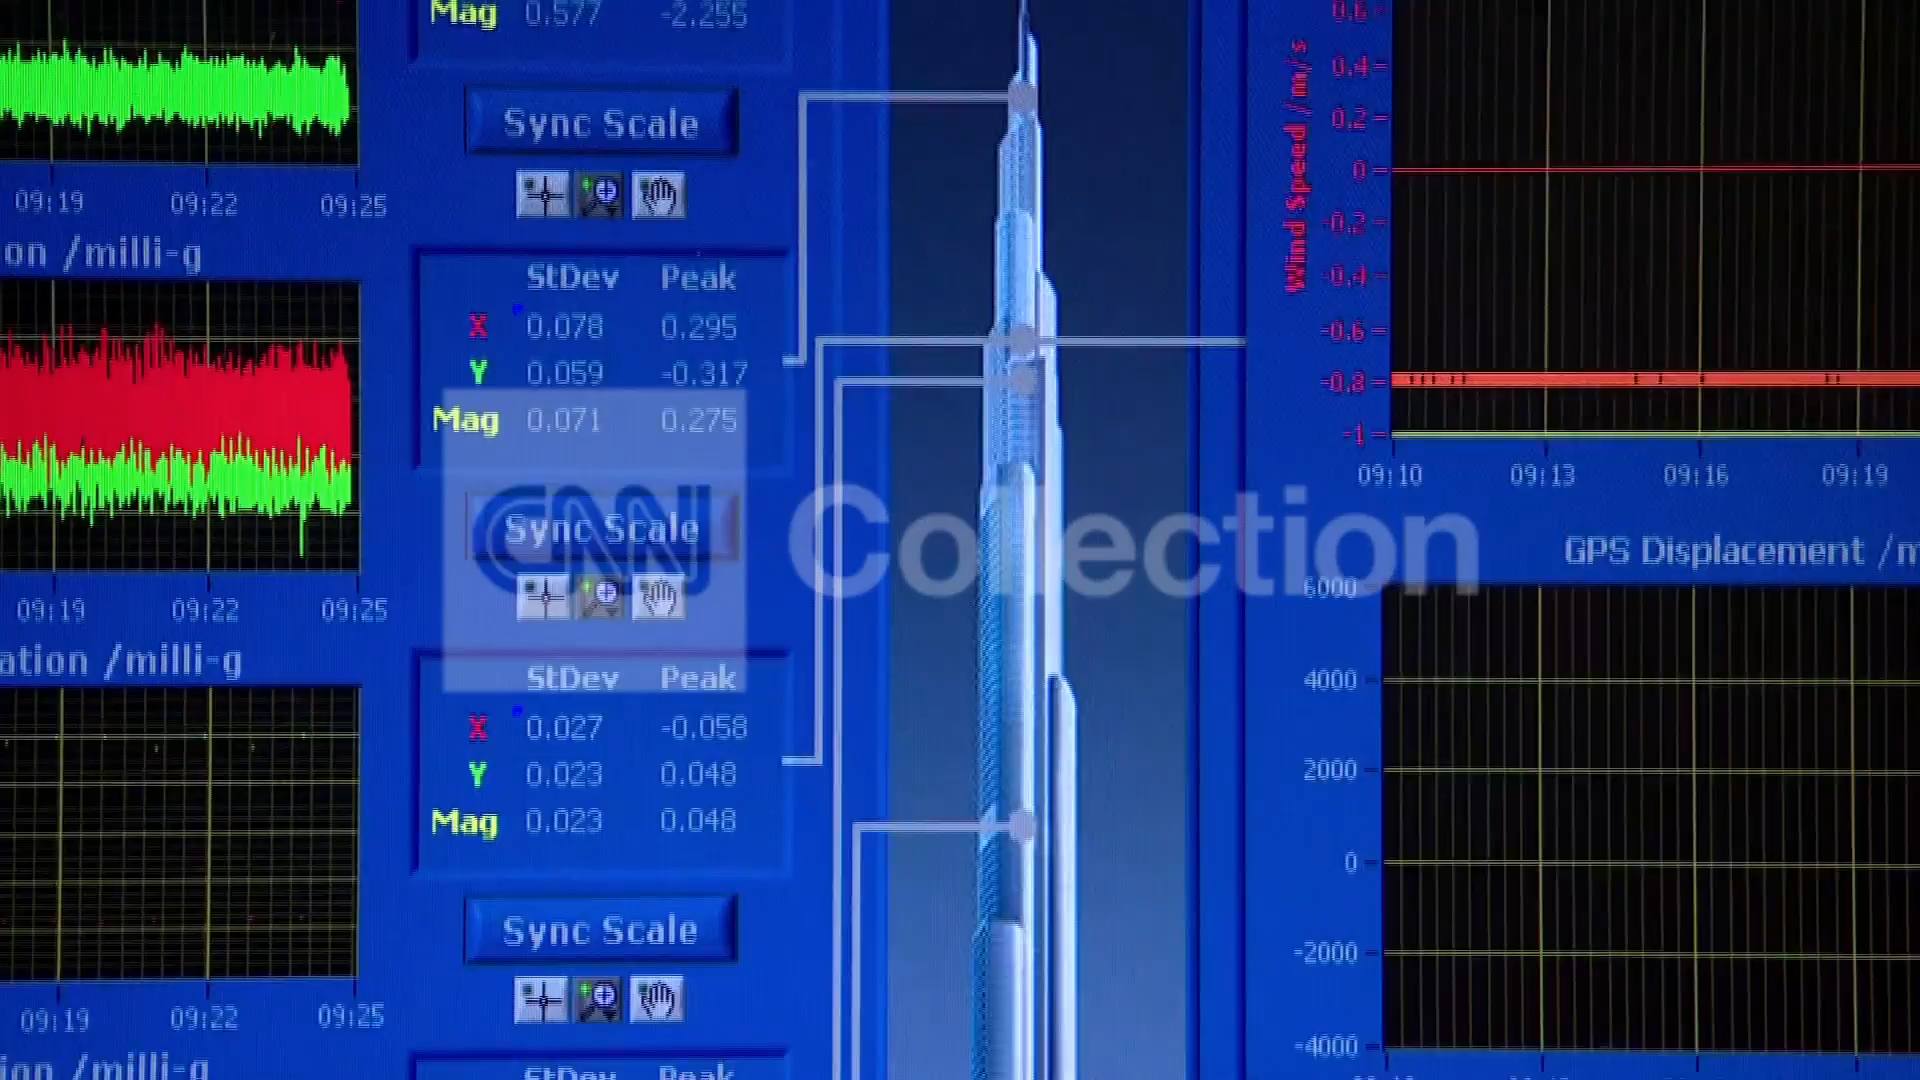 Mag 0.577 -2.255
Sync Scale
09:19 09:22 09:25
on /milli-g
StDev Peak
X 0.078 0.295
Y 0.059 -0.317
Mag 0.071 0.275
Sync Scale
09:19 09:22 09:25
ation /milli-g
StDev Peak
X 0.027 -0.058
Y 0.023 0.048
Mag 0.023 0.048
Sync Scale
09:19 09:22 09:25
ion /milli-g
StDev Peak
Wind Speed /m/s
0.6
0.4
0.2
0
-0.2
-0.4
-0.6
-0.8
-1
09:10 09:13 09:16 09:19
GPS Displacement /m
6000
4000
2000
0
-2000
-4000
CNN Collection